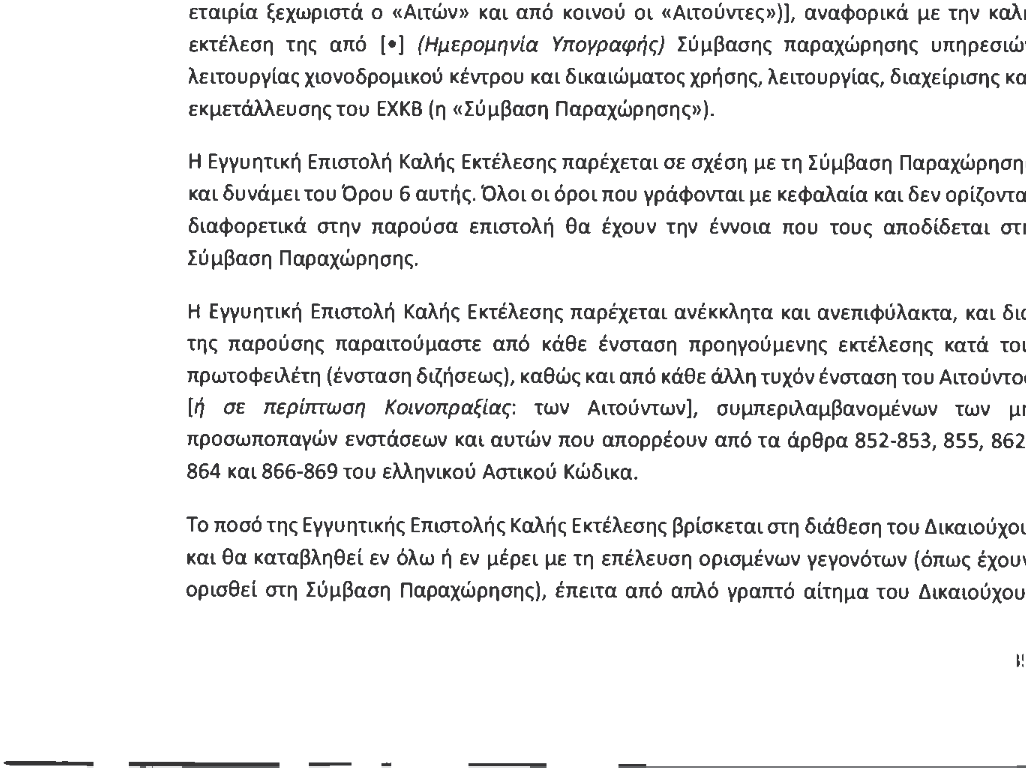 εταιρία ξεχωριστά ο «Αιτών» και από κοινού οι «Αιτούντες»)], αναφορικά με την καλή
εκτέλεση της από [•] (Ημερομηνία Υπογραφής) Σύμβασης παραχώρησης υπηρεσιών
λειτουργίας χιονοδρομικού κέντρου και δικαιώματος χρήσης, λειτουργίας, διαχείρισης κα
εκμετάλλευσης του ΕΧΚΒ (η «Σύμβαση Παραχώρησης»).
Η Εγγυητική Επιστολή Καλής Εκτέλεσης παρέχεται σε σχέση με τη Σύμβαση Παραχώρηση
και δυνάμει του Όρου 6 αυτής. Όλοι οι όροι που γράφονται με κεφαλαία και δεν ορίζοντα
διαφορετικά στην παρούσα επιστολή θα έχουν την έννοια που τους αποδίδεται στη
Σύμβαση Παραχώρησης.
Η Εγγυητική Επιστολή Καλής Εκτέλεσης παρέχεται ανέκκλητα και ανεπιφύλακτα, και δια
της παρούσης παραιτούμαστε από κάθε ένσταση προηγούμενης εκτέλεσης κατά του
πρωτοφειλέτη (ένσταση διζήσεως), καθώς και από κάθε άλλη τυχόν ένσταση του Αιτούντος
[ή σε περίπτωση Κοινοπραξίας: των Αιτούντων], συμπεριλαμβανομένων των μη
προσωποπαγών ενστάσεων και αυτών που απορρέουν από τα άρθρα 852-853, 855, 862-
864 και 866-869 του ελληνικού Αστικού Κώδικα.
Το ποσό της Εγγυητικής Επιστολής Καλής Εκτέλεσης βρίσκεται στη διάθεση του Δικαιούχου
και θα καταβληθεί εν όλω ή εν μέρει με τη επέλευση ορισμένων γεγονότων (όπως έχουν
ορισθεί στη Σύμβαση Παραχώρησης), έπειτα από απλό γραπτό αίτημα του Δικαιούχου